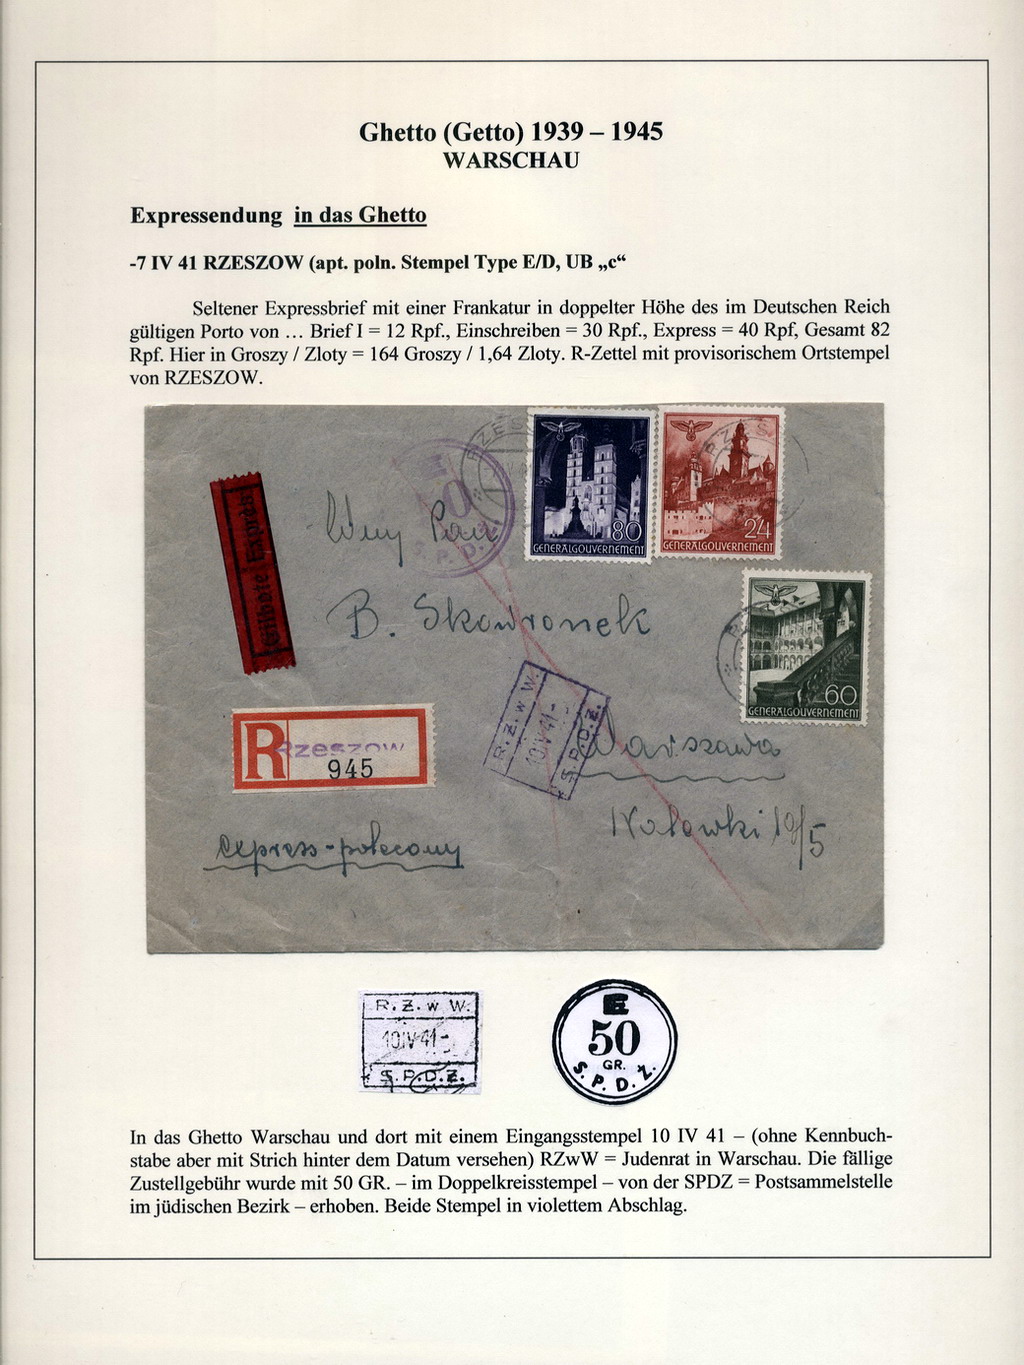 Ghetto (Getto) 1939 – 1945
WARSCHAU
Expressendung in das Ghetto
-7 IV 41 RZESZOW (apt. poln. Stempel Type E/D, UB „c“
Seltener Expressbrief mit einer Frankatur in doppelter Höhe des im Deutschen Reich
gültigen Porto von … Brief I = 12 Rpf., Einschreiben = 30 Rpf., Express = 40 Rpf, Gesamt 82
Rpf. Hier in Groszy / Zloty = 164 Groszy / 1,64 Zloty. R-Zettel mit provisorischem Ortstempel
von RZESZOW.
RZES
RZES
E
50
S.P.D.Z.
80
GENERALGOUVERNEMENT
24
GENERALGOUVERNEMENT
Eilbote Exprès
Wny Pan
B. Skowronek
60
GENERALGOUVERNEMENT
R.Z.w W.
10 IV 41 -
S.P.D.Z.
R
Rzeszow
945
Warszawa
express-polecony
R.Z.w W.
10 IV 41 -
S.P.D.Z.
E
50
GR.
S.P.D.Z.
In das Ghetto Warschau und dort mit einem Eingangsstempel 10 IV 41 – (ohne Kennbuch-
stabe aber mit Strich hinter dem Datum versehen) RZwW = Judenrat in Warschau. Die fällige
Zustellgebühr wurde mit 50 GR. – im Doppelkreisstempel – von der SPDZ = Postsammelstelle
im jüdischen Bezirk – erhoben. Beide Stempel in violettem Abschlag.